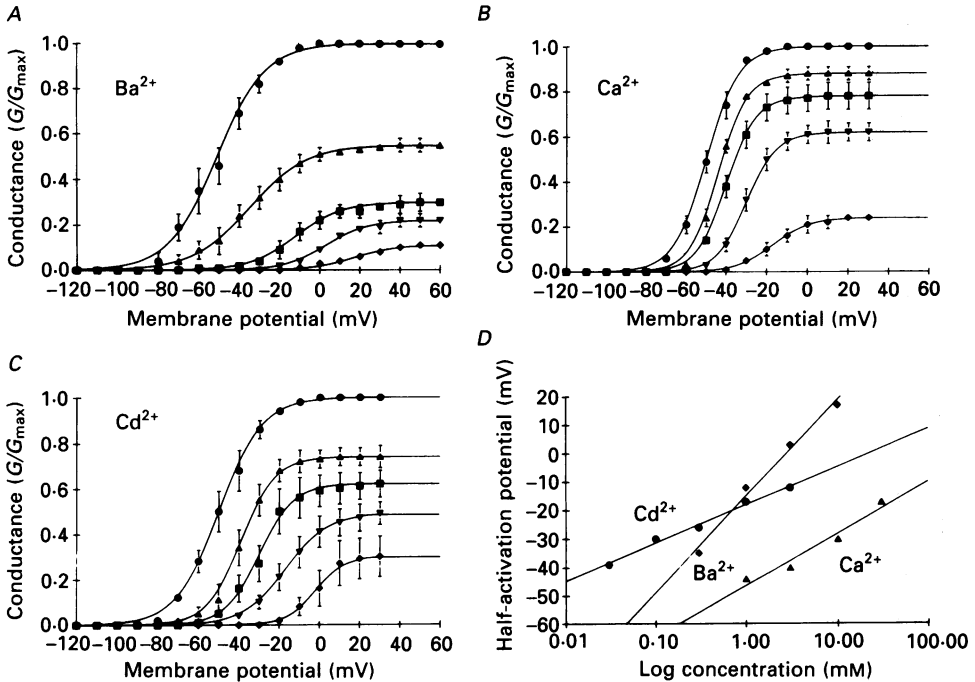 A
Conductance (G/Gmax)
1·0
0·8
0·6
0·4
0·2
0·0
Ba2+
−120 −100 −80 −60 −40 −20 0 20 40 60
Membrane potential (mV)
B
Conductance (G/Gmax)
1·0
0·8
0·6
0·4
0·2
0·0
Ca2+
−120 −100 −80 −60 −40 −20 0 20 40 60
Membrane potential (mV)
C
Conductance (G/Gmax)
1·0
0·8
0·6
0·4
0·2
0·0
Cd2+
−120 −100 −80 −60 −40 −20 0 20 40 60
Membrane potential (mV)
D
Half-activation potential (mV)
20
10
0
−10
−20
−30
−40
−50
−60
Cd2+
Ba2+
Ca2+
0·01 0·10 1·00 10·00 100·00
Log concentration (mM)